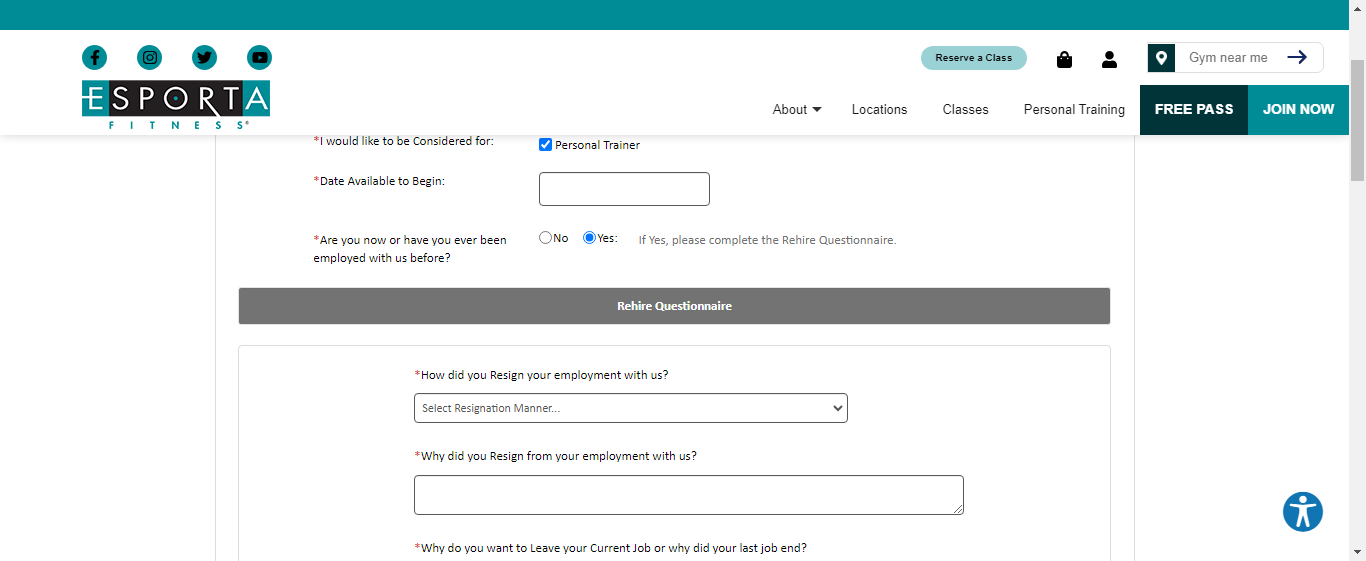 Reserve a Class
Gym near me
ESPORTA
FITNESS
About
Locations
Classes
Personal Training
FREE PASS
JOIN NOW
*I would like to be Considered for:
Personal Trainer
*Date Available to Begin:
*Are you now or have you ever been
employed with us before?
No
Yes:
If Yes, please complete the Rehire Questionnaire.
Rehire Questionnaire
*How did you Resign your employment with us?
Select Resignation Manner...
*Why did you Resign from your employment with us?
*Why do you want to Leave your Current Job or why did your last job end?